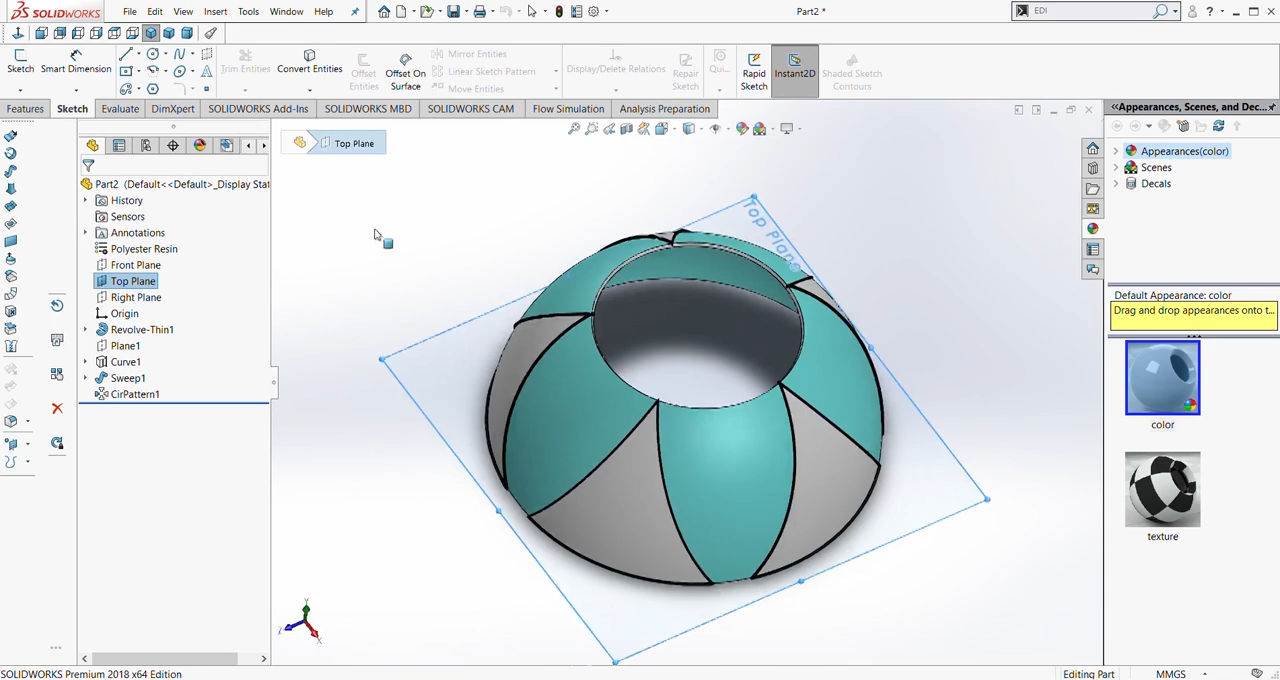 SOLIDWORKS File Edit View Insert Tools Window Help Part2 * EDI
Sketch Smart Dimension Trim Entities Convert Entities Offset Entities Offset On Surface Mirror Entities Linear Sketch Pattern Move Entities Display/Delete Relations Repair Sketch Qui... Rapid Sketch Instant2D Shaded Sketch Contours
Features Sketch Evaluate DimXpert SOLIDWORKS Add-Ins SOLIDWORKS MBD SOLIDWORKS CAM Flow Simulation Analysis Preparation
Top Plane
Part2 (Default<<Default>_Display Stat
History
Sensors
Annotations
Polyester Resin
Front Plane
Top Plane
Right Plane
Origin
Revolve-Thin1
Plane1
Curve1
Sweep1
CirPattern1
Top Plane
Y
Z
X
Appearances, Scenes, and Dec...
Appearances(color)
Scenes
Decals
Default Appearance: color
Drag and drop appearances onto t...
color
texture
SOLIDWORKS Premium 2018 x64 Edition Editing Part MMGS